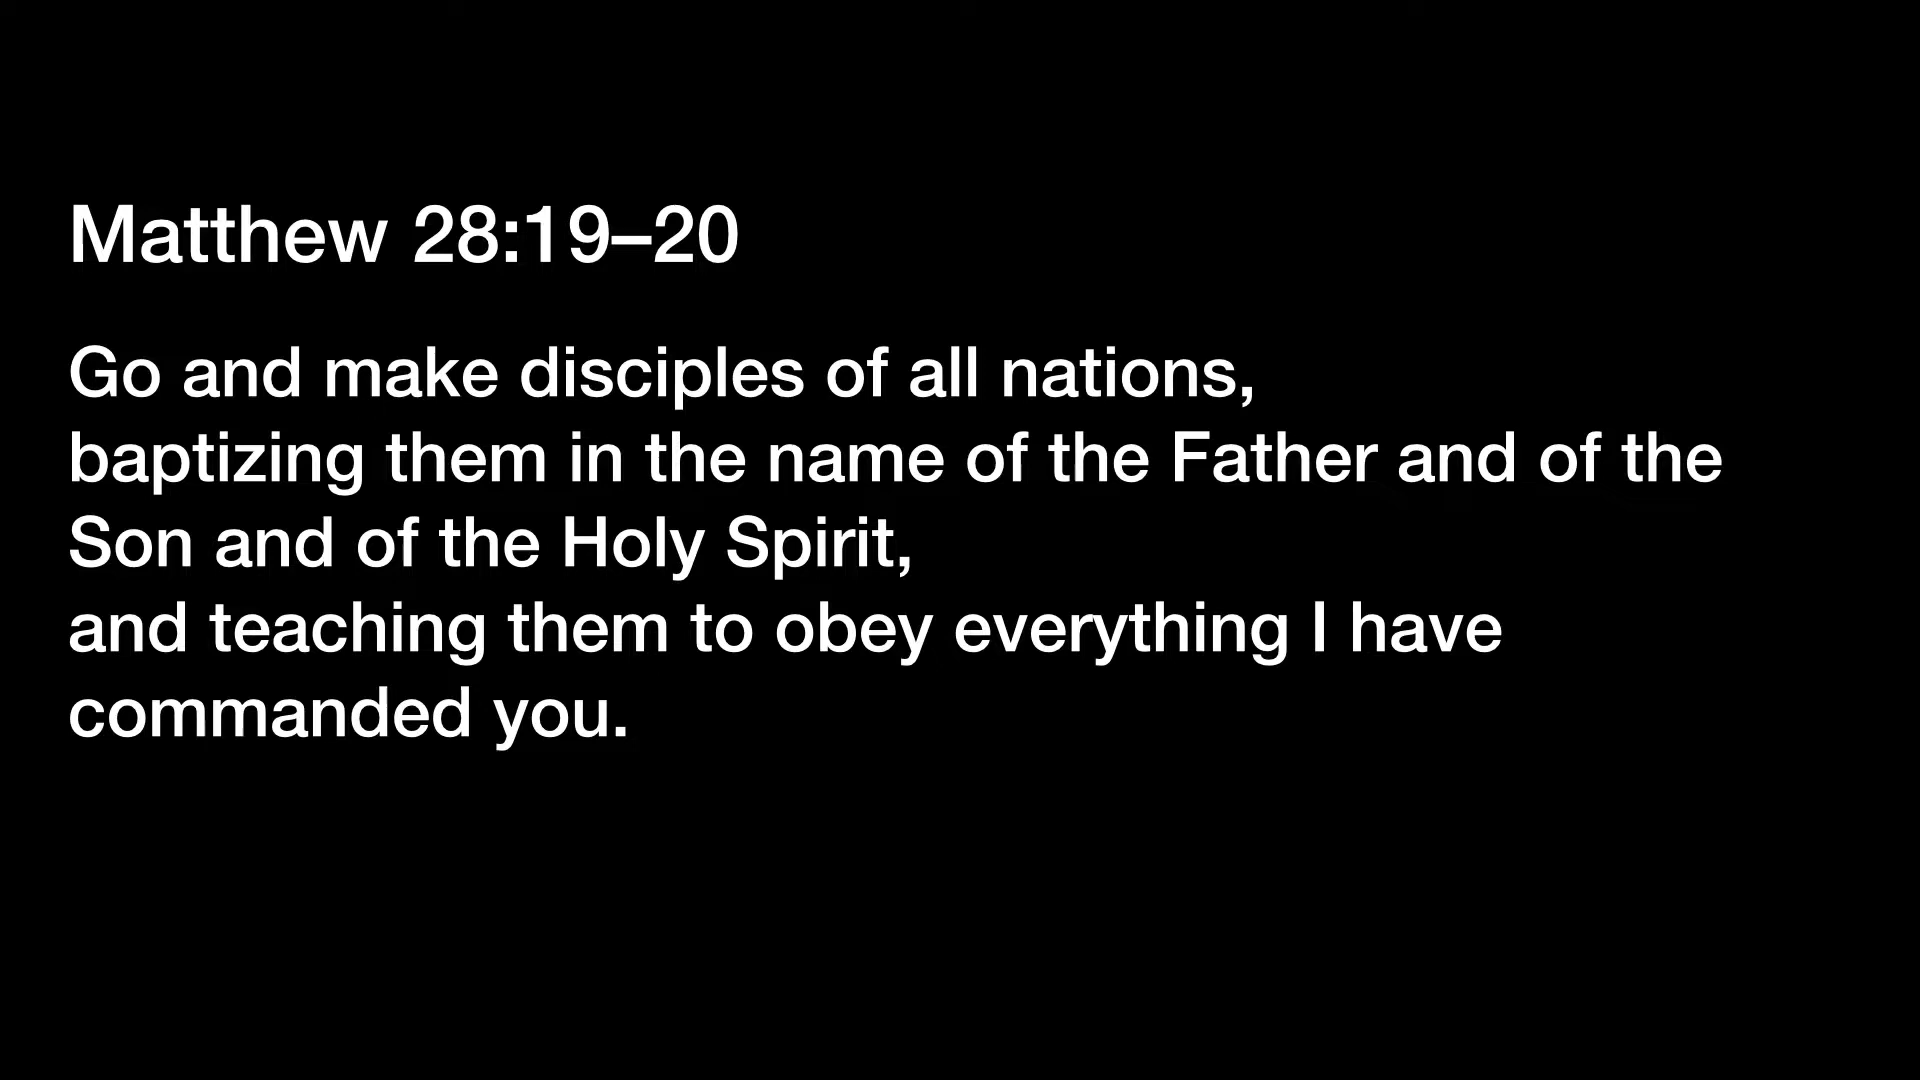 Matthew 28:19–20
Go and make disciples of all nations,
baptizing them in the name of the Father and of the
Son and of the Holy Spirit,
and teaching them to obey everything I have
commanded you.